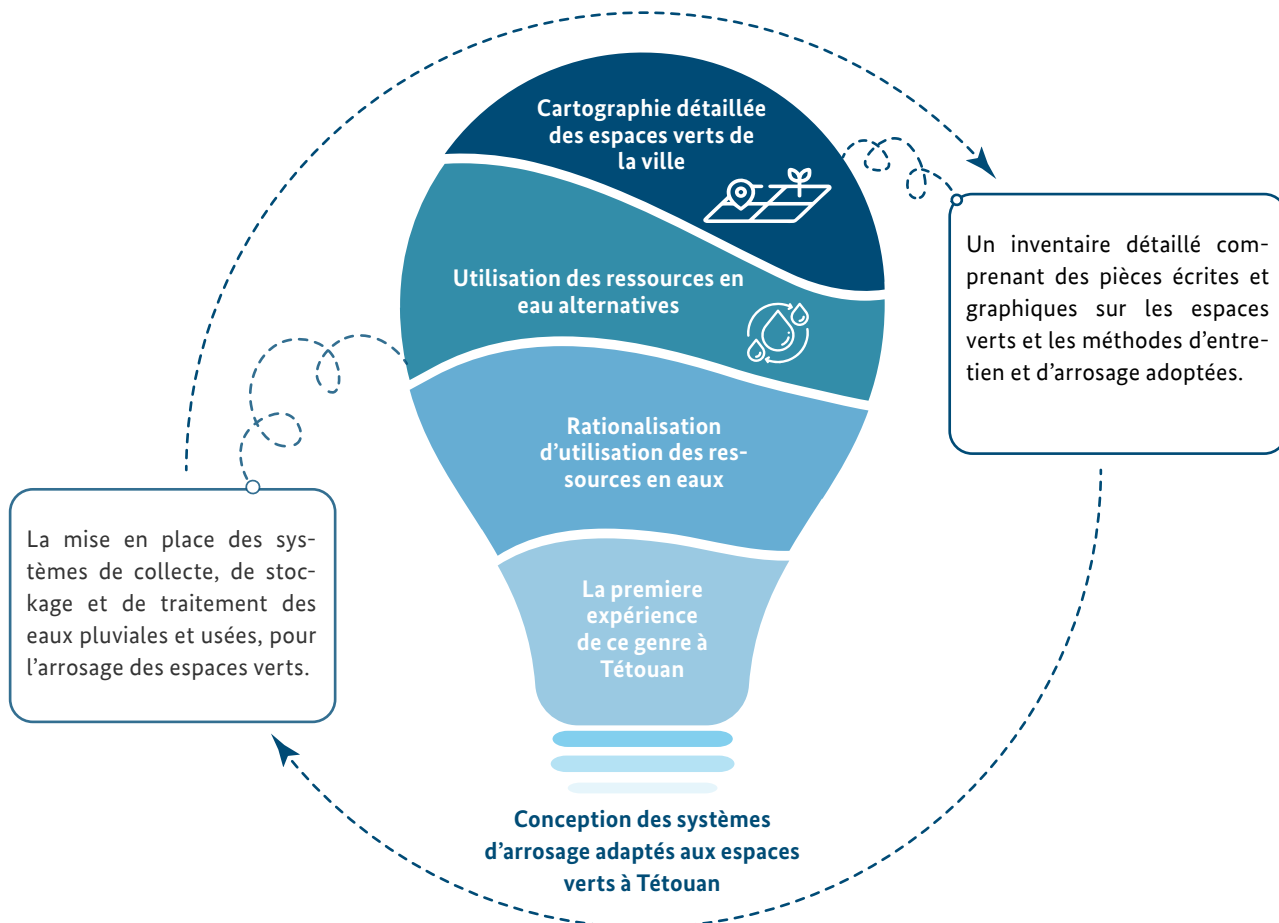 Cartographie détaillée
des espaces verts de
la ville
Un inventaire détaillé com-
prenant des pièces écrites et
graphiques sur les espaces
verts et les méthodes d'entre-
tien et d'arrosage adoptées.
Utilisation des ressources en
eau alternatives
Rationalisation
d'utilisation des res-
sources en eaux
La mise en place des sys-
tèmes de collecte, de stoc-
kage et de traitement des
eaux pluviales et usées, pour
l'arrosage des espaces verts.
La premiere
expérience
de ce genre à
Tétouan
Conception des systèmes
d'arrosage adaptés aux espaces
verts à Tétouan